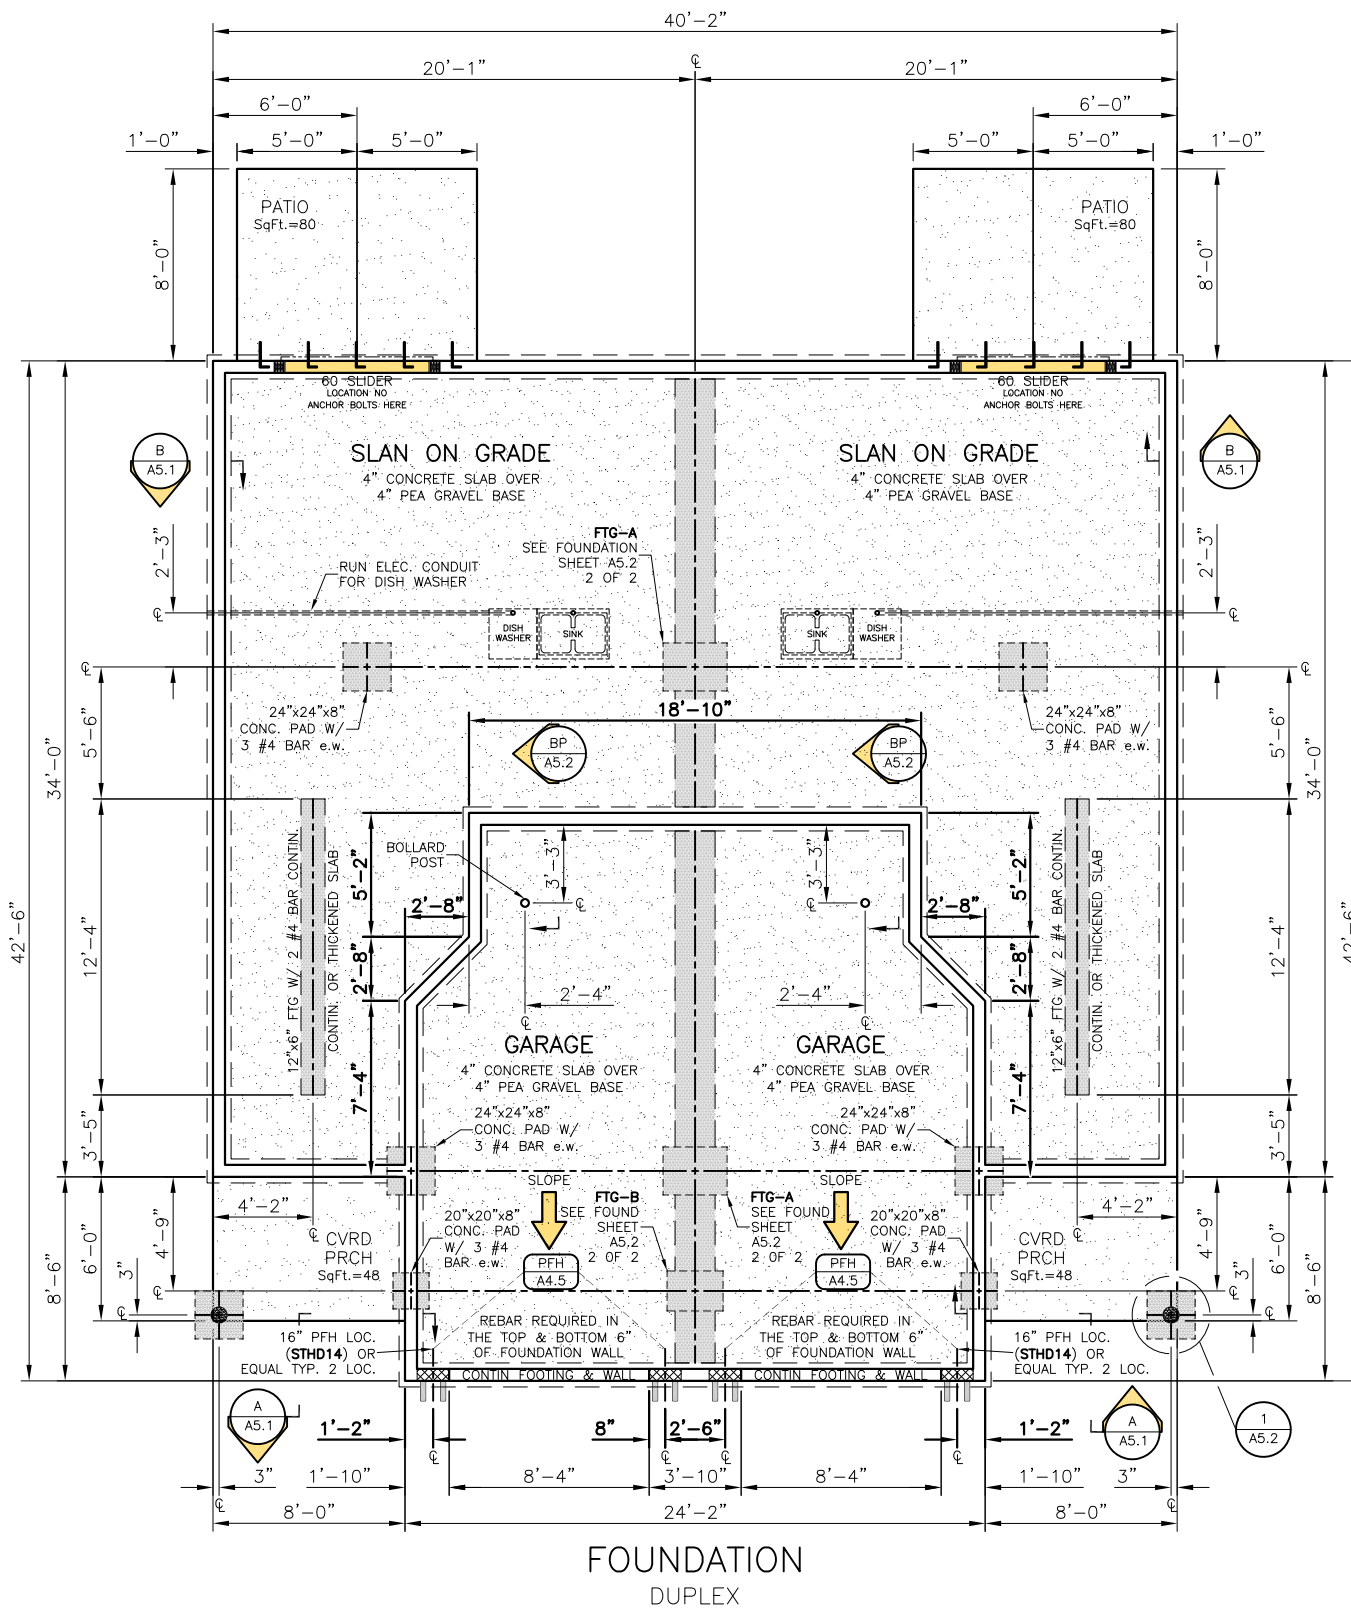 40'-2"
℄
20'-1"
20'-1"
6'-0"
6'-0"
1'-0"
5'-0"
5'-0"
5'-0"
5'-0"
1'-0"
PATIO
SqFt.=80
PATIO
SqFt.=80
8'-0"
8'-0"
60 SLIDER
LOCATION NO
ANCHOR BOLTS HERE
60 SLIDER
LOCATION NO
ANCHOR BOLTS HERE
B
A5.1
SLAN ON GRADE
4" CONCRETE SLAB OVER
4" PEA GRAVEL BASE
SLAN ON GRADE
4" CONCRETE SLAB OVER
4" PEA GRAVEL BASE
B
A5.1
FTG-A
SEE FOUNDATION
SHEET A5.2
2 OF 2
2'-3"
2'-3"
RUN ELEC. CONDUIT
FOR DISH WASHER
℄
℄
DISH
WASHER
SINK
SINK
DISH
WASHER
℄
℄
24"x24"x8"
CONC. PAD W/
3 #4 BAR e.w.
18'-10"
24"x24"x8"
CONC. PAD W/
3 #4 BAR e.w.
BP
A5.2
BP
A5.2
5'-6"
5'-6"
34'-0"
34'-0"
42'-6"
42'-6"
12'-4"
12'-4"
12"x6" FTG W/ 2 #4 BAR CONTIN.
CONTIN. OR THICKENED SLAB
12"x6" FTG W/ 2 #4 BAR CONTIN.
CONTIN. OR THICKENED SLAB
BOLLARD
POST
5'-2"
3'-3"
3'-3"
5'-2"
2'-8"
℄
℄
2'-8"
2'-8"
2'-8"
2'-4"
2'-4"
℄
℄
GARAGE
4" CONCRETE SLAB OVER
4" PEA GRAVEL BASE
GARAGE
4" CONCRETE SLAB OVER
4" PEA GRAVEL BASE
7'-4"
7'-4"
24"x24"x8"
CONC. PAD W/
3 #4 BAR e.w.
24"x24"x8"
CONC. PAD W/
3 #4 BAR e.w.
3'-5"
3'-5"
SLOPE
SLOPE
4'-2"
4'-2"
℄
℄
FTG-B
SEE FOUND
SHEET
A5.2
2 OF 2
FTG-A
SEE FOUND
SHEET
A5.2
2 OF 2
20"x20"x8"
CONC. PAD
W/ 3 #4
BAR e.w.
20"x20"x8"
CONC. PAD
W/ 3 #4
BAR e.w.
CVRD
PRCH
SqFt.=48
CVRD
PRCH
SqFt.=48
PFH
A4.5
PFH
A4.5
8'-6"
6'-0"
4'-9"
3"
4'-9"
3"
6'-0"
8'-6"
℄
℄
℄
℄
16" PFH LOC.
(STHD14) OR
EQUAL TYP. 2 LOC.
REBAR REQUIRED IN
THE TOP & BOTTOM 6"
OF FOUNDATION WALL
REBAR REQUIRED IN
THE TOP & BOTTOM 6"
OF FOUNDATION WALL
16" PFH LOC.
(STHD14) OR
EQUAL TYP. 2 LOC.
CONTIN FOOTING & WALL
CONTIN FOOTING & WALL
A
A5.1
A
A5.1
1
A5.2
1'-2"
8"
2'-6"
1'-2"
℄
℄
℄
℄
3"
1'-10"
8'-4"
3'-10"
8'-4"
1'-10"
3"
℄
℄
8'-0"
24'-2"
8'-0"
FOUNDATION
DUPLEX